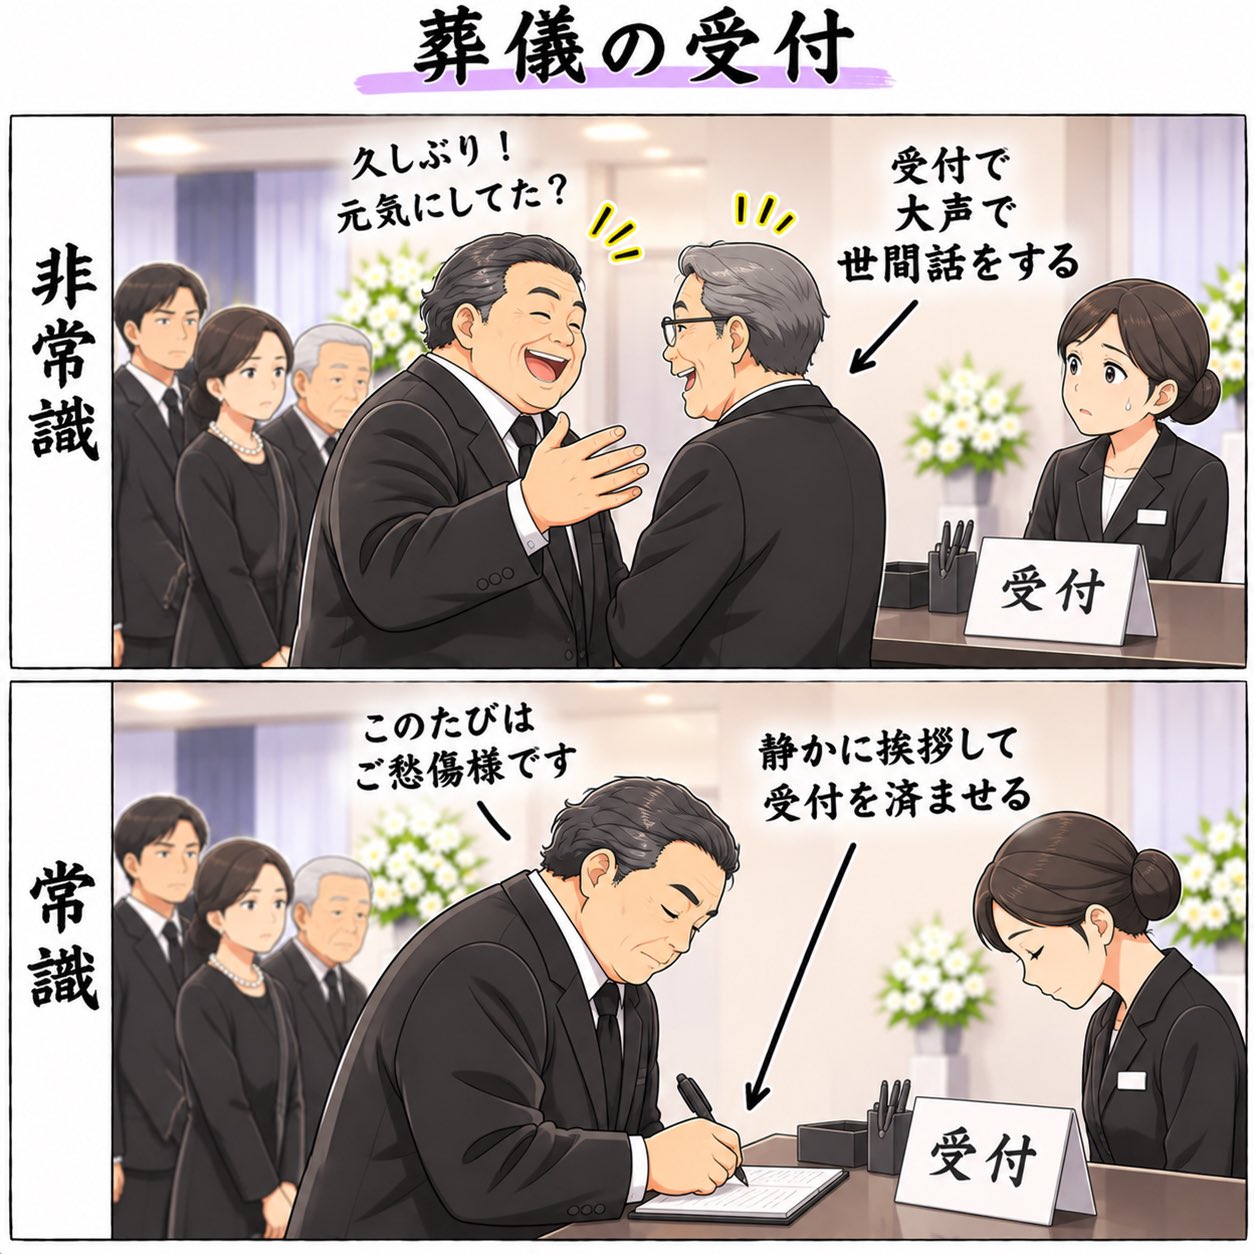 葬儀の受付
非常識
久しぶり！
元気にしてた？
受付で
大声で
世間話をする
受付
常識
このたびは
ご愁傷様です
静かに挨拶して
受付を済ませる
受付